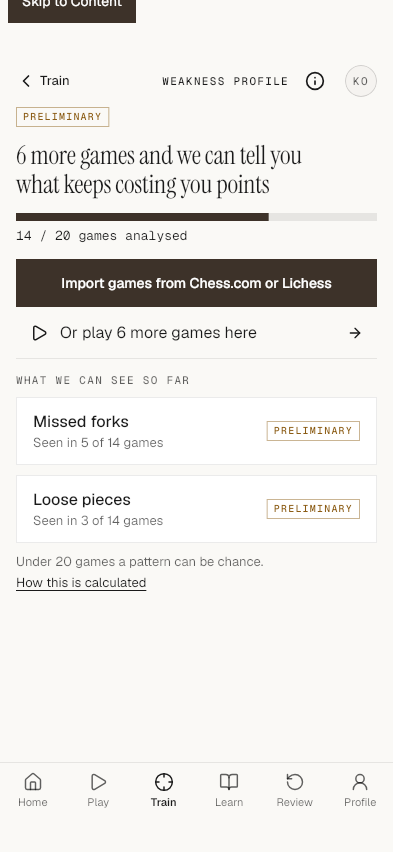 Skip to Content
Train
WEAKNESS PROFILE
KO
PRELIMINARY
6 more games and we can tell you
what keeps costing you points
14 / 20 games analysed
Import games from Chess.com or Lichess
Or play 6 more games here
WHAT WE CAN SEE SO FAR
Missed forks
Seen in 5 of 14 games
PRELIMINARY
Loose pieces
Seen in 3 of 14 games
PRELIMINARY
Under 20 games a pattern can be chance.
How this is calculated
Home
Play
Train
Learn
Review
Profile